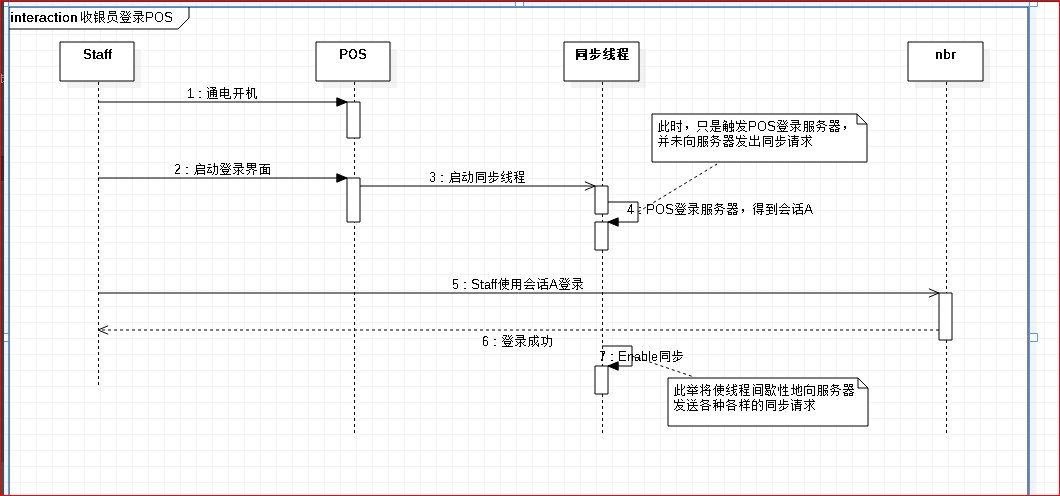 interaction 收银员登录POS
Staff
POS
同步线程
nbr
1 : 通电开机
此时，只是触发POS登录服务器，
并未向服务器发出同步请求
2 : 启动登录界面
3 : 启动同步线程
4 : POS登录服务器，得到会话A
5 : Staff使用会话A登录
6 : 登录成功
7 : Enable同步
此举将使线程间歇性地向服务器
发送各种各样的同步请求